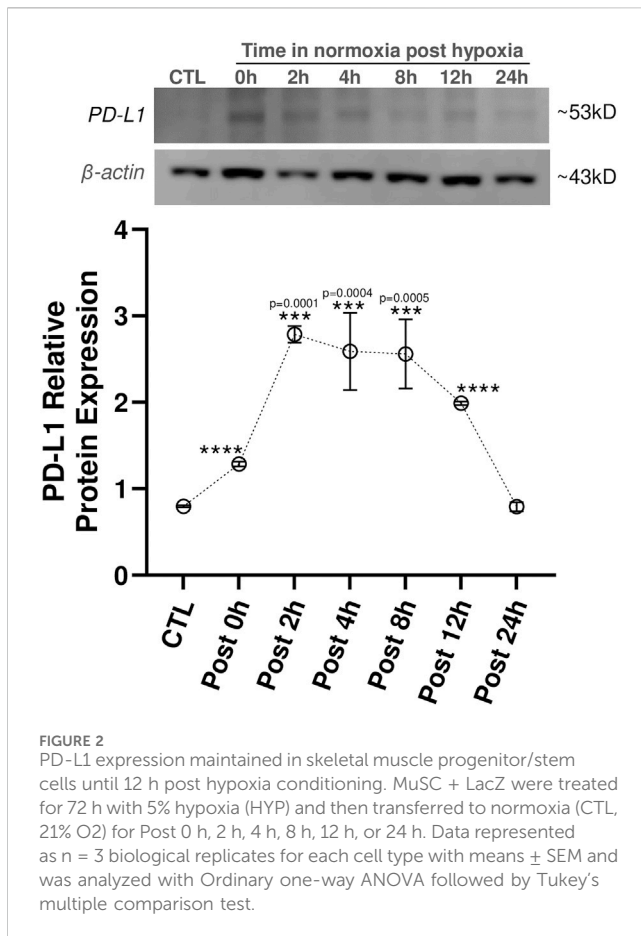 Time in normoxia post hypoxia
CTL 0h 2h 4h 8h 12h 24h
PD-L1 ~53kD
β-actin ~43kD
PD-L1 Relative
Protein Expression
4
3
2
1
0
****
p=0.0001
***
p=0.0004
***
p=0.0005
***
****
CTL
Post 0h
Post 2h
Post 4h
Post 8h
Post 12h
Post 24h
FIGURE 2
PD-L1 expression maintained in skeletal muscle progenitor/stem
cells until 12 h post hypoxia conditioning. MuSC + LacZ were treated
for 72 h with 5% hypoxia (HYP) and then transferred to normoxia (CTL,
21% O2) for Post 0 h, 2 h, 4 h, 8 h, 12 h, or 24 h. Data represented
as n = 3 biological replicates for each cell type with means ± SEM and
was analyzed with Ordinary one-way ANOVA followed by Tukey's
multiple comparison test.